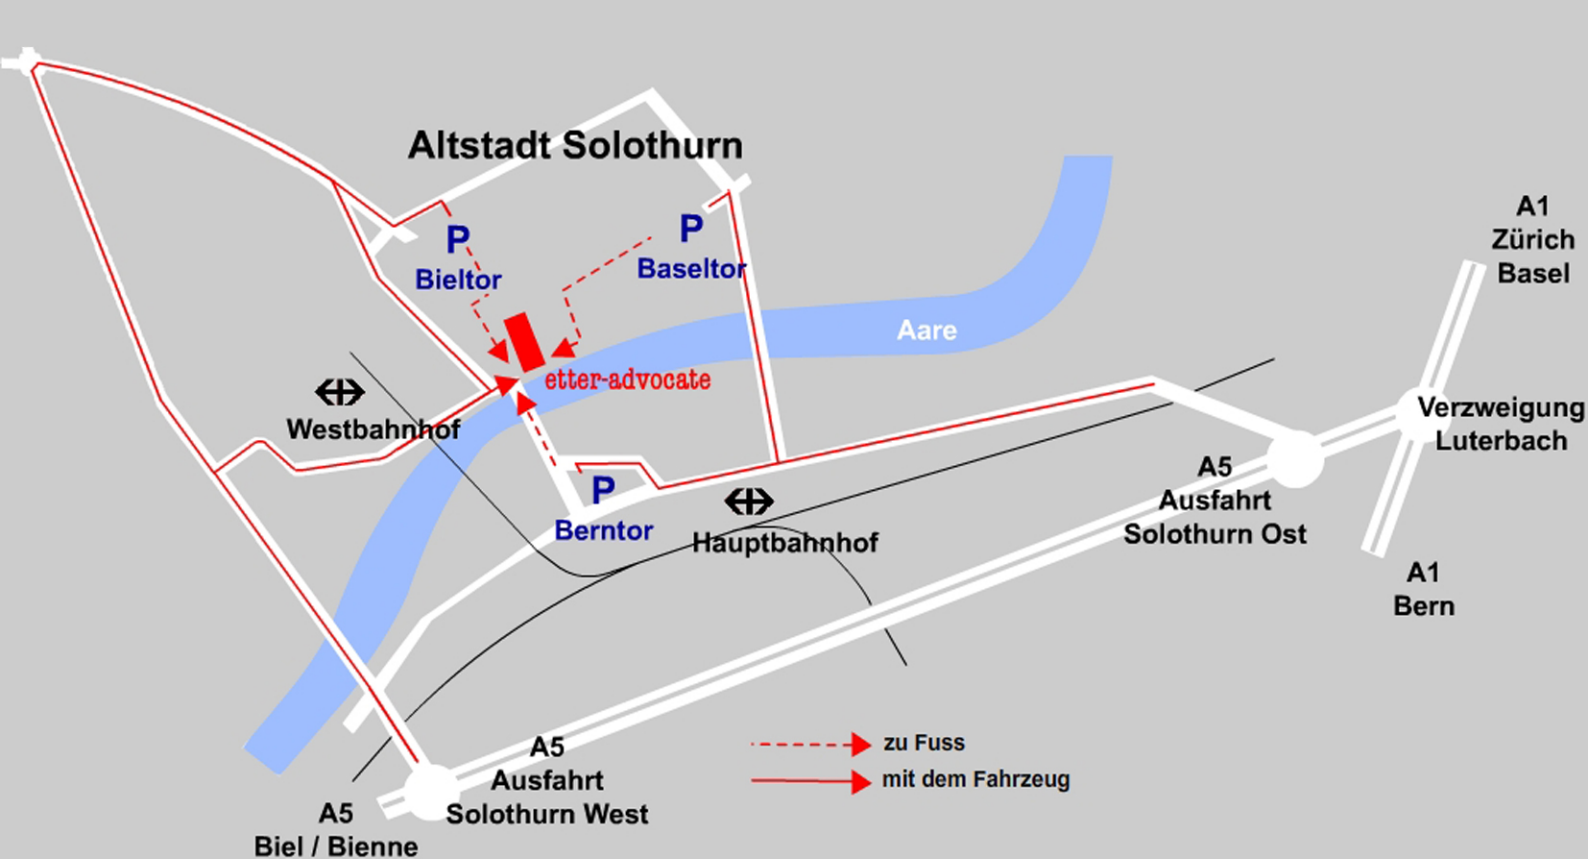 Altstadt Solothurn
P
Bieltor
P
Baseltor
Aare
A1
Zürich
Basel
etter-advocate
Westbahnhof
Verzweigung
Luterbach
A5
Ausfahrt
Solothurn Ost
P
Berntor
Hauptbahnhof
A1
Bern
A5
Ausfahrt
Solothurn West
zu Fuss
mit dem Fahrzeug
A5
Biel / Bienne